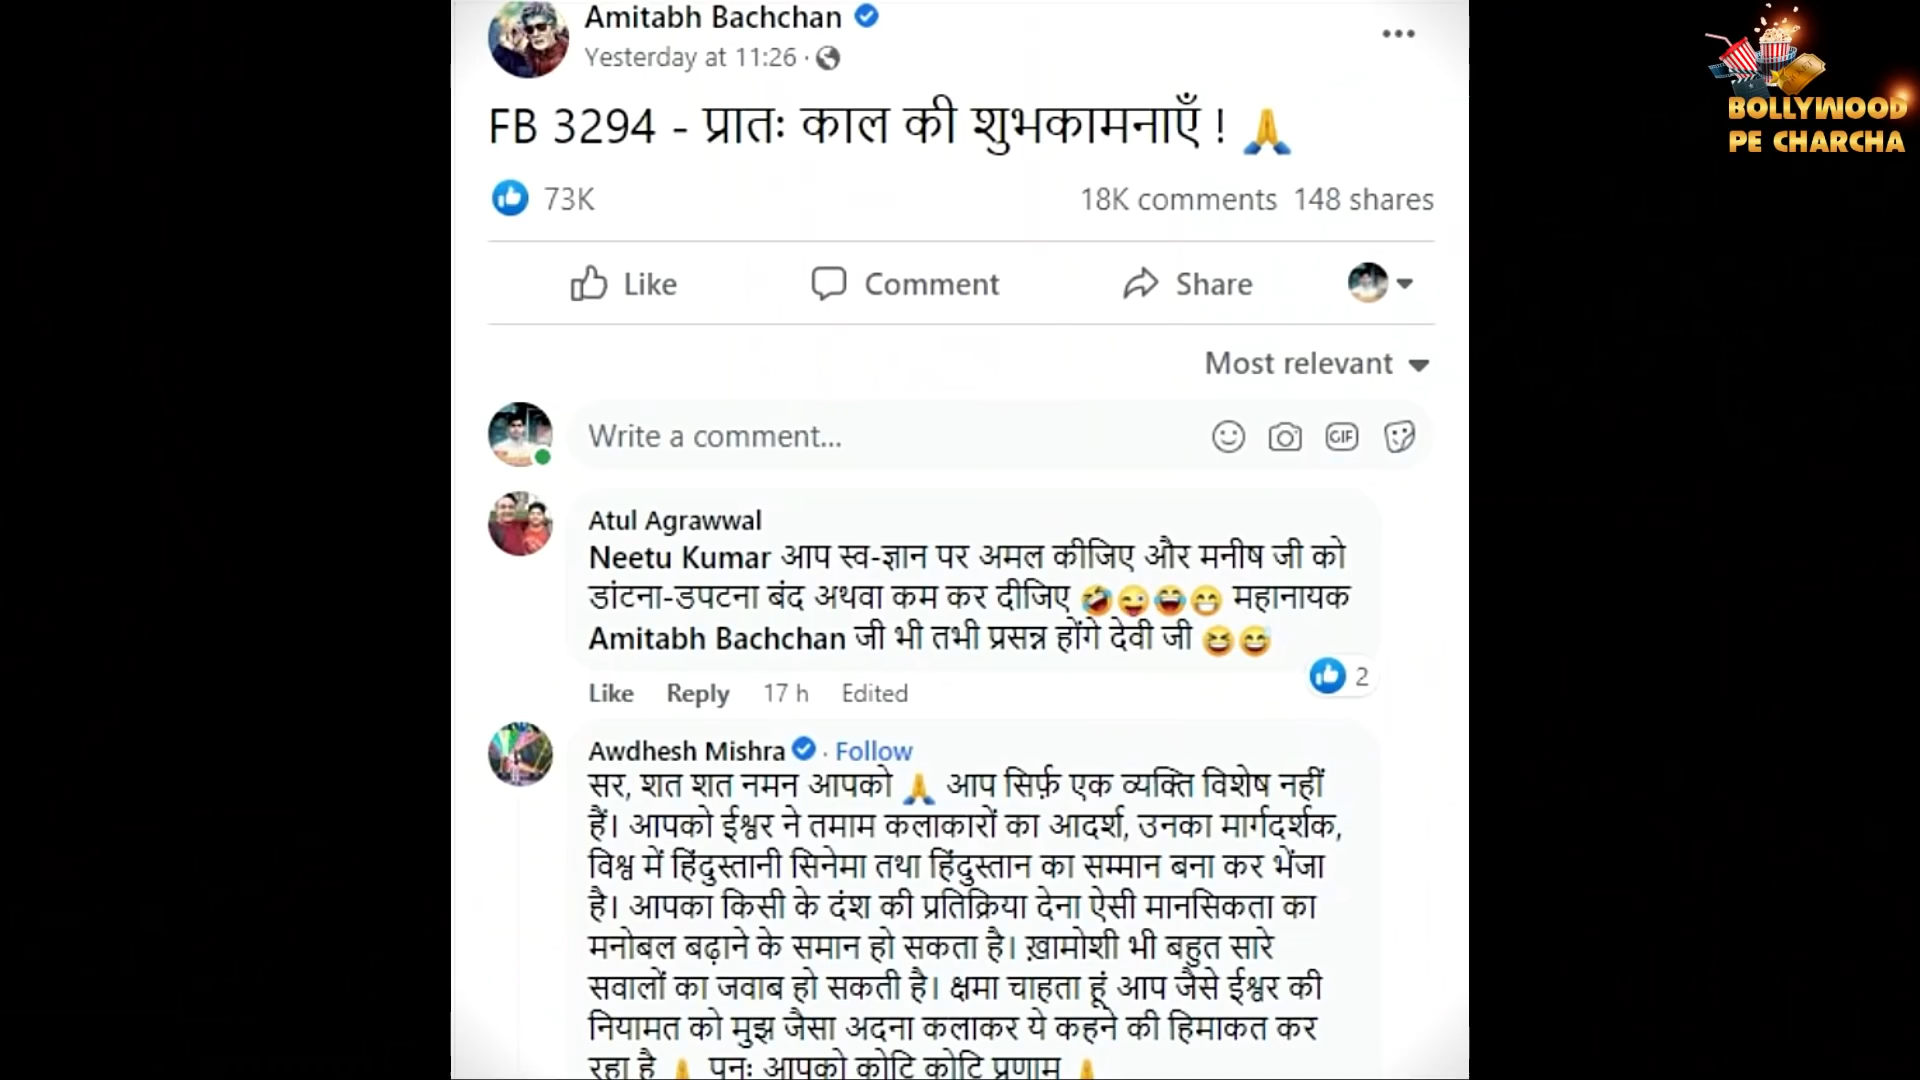 Amitabh Bachchan
Yesterday at 11:26 ·
FB 3294 - प्रातः काल की शुभकामनाएँ ! 🙏
73K
18K comments 148 shares
Like Comment Share
Most relevant
Write a comment...
GIF
Atul Agrawwal
Neetu Kumar आप स्व-ज्ञान पर अमल कीजिए और मनीष जी को
डांटना-डपटना बंद अथवा कम कर दीजिए 🤣😜😂😁 महानायक
Amitabh Bachchan जी भी तभी प्रसन्न होंगे देवी जी 😆😅
2
Like Reply 17 h Edited
Awdhesh Mishra · Follow
सर, शत शत नमन आपको 🙏 आप सिर्फ़ एक व्यक्ति विशेष नहीं
हैं। आपको ईश्वर ने तमाम कलाकारों का आदर्श, उनका मार्गदर्शक,
विश्व में हिंदुस्तानी सिनेमा तथा हिंदुस्तान का सम्मान बना कर भेंजा
है। आपका किसी के दंश की प्रतिक्रिया देना ऐसी मानसिकता का
मनोबल बढ़ाने के समान हो सकता है। ख़ामोशी भी बहुत सारे
सवालों का जवाब हो सकती है। क्षमा चाहता हूं आप जैसे ईश्वर की
नियामत को मुझ जैसा अदना कलाकर ये कहने की हिमाकत कर
रहा है 🙏 पुनः आपको कोटि कोटि प्रणाम 🙏
BOLLYWOOD
PE CHARCHA